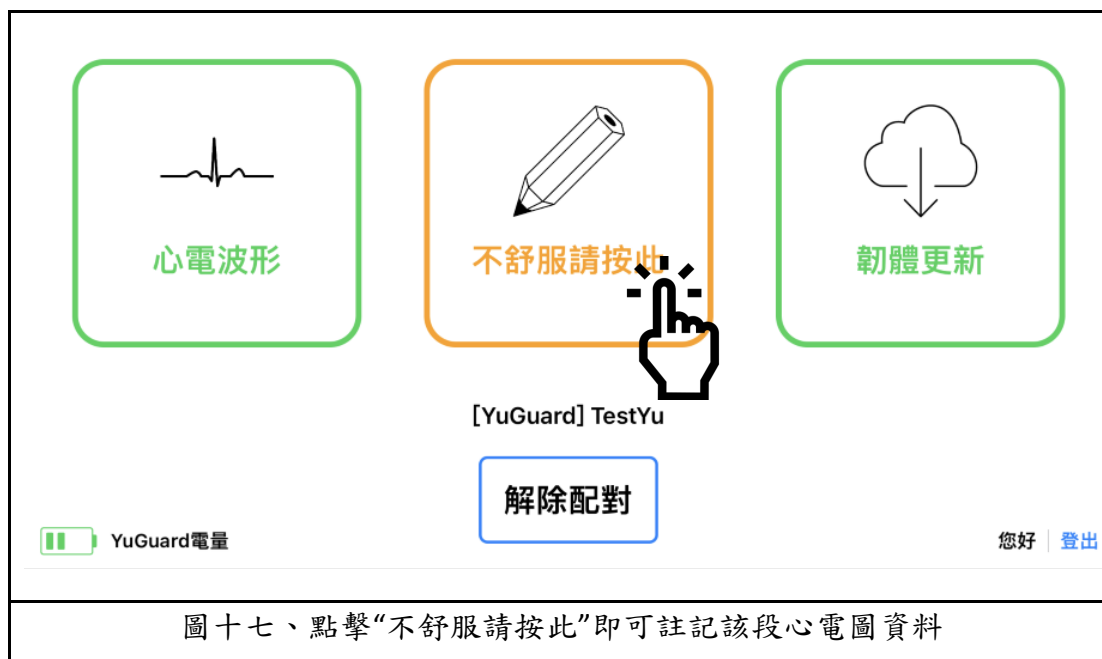 心電波形
不舒服請按此
韌體更新
[YuGuard] TestYu
解除配對
YuGuard電量
您好 登出
圖十七、點擊“不舒服請按此”即可註記該段心電圖資料